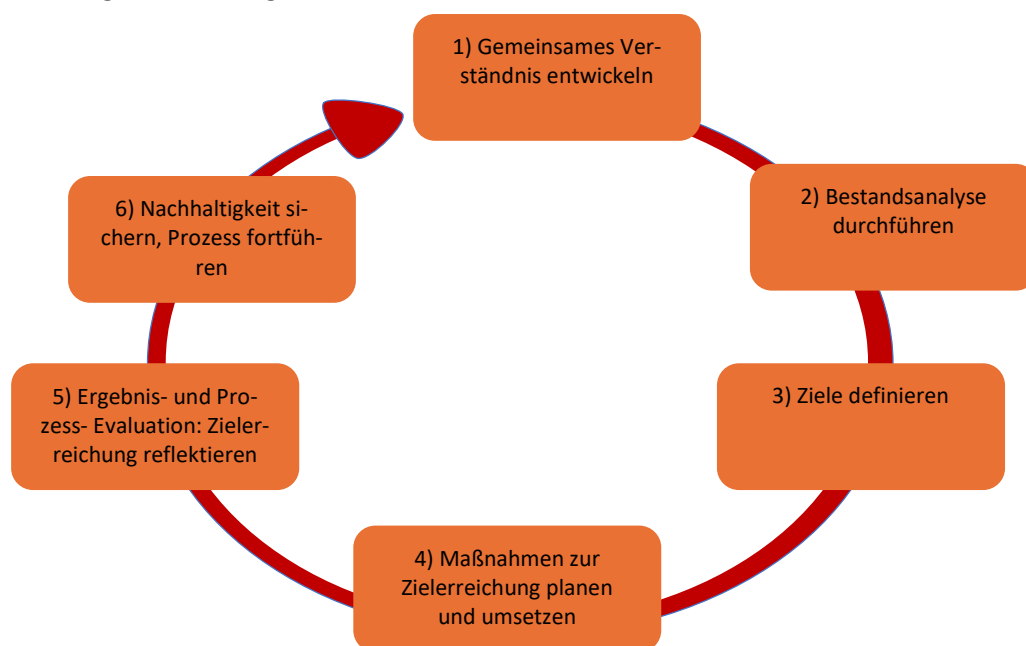 1) Gemeinsames Ver-
ständnis entwickeln
2) Bestandsanalyse
durchführen
3) Ziele definieren
4) Maßnahmen zur
Zielerreichung planen
und umsetzen
5) Ergebnis- und Pro-
zess- Evaluation: Zieler-
reichung reflektieren
6) Nachhaltigkeit si-
chern, Prozess fortfüh-
ren